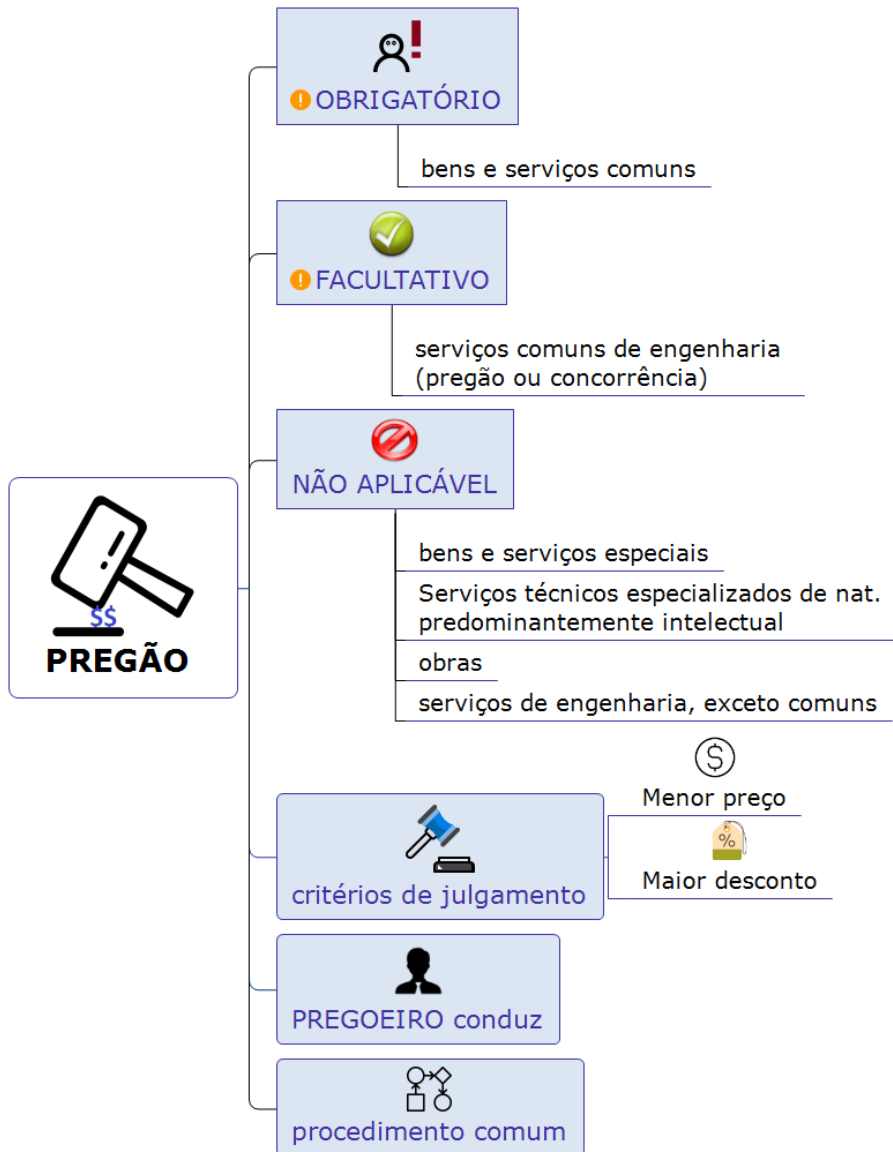 OBRIGATÓRIO
bens e serviços comuns
FACULTATIVO
serviços comuns de engenharia
(pregão ou concorrência)
NÃO APLICÁVEL
bens e serviços especiais
Serviços técnicos especializados de nat.
predominantemente intelectual
obras
serviços de engenharia, exceto comuns
$$
PREGÃO
$
Menor preço
%
Maior desconto
critérios de julgamento
PREGOEIRO conduz
procedimento comum